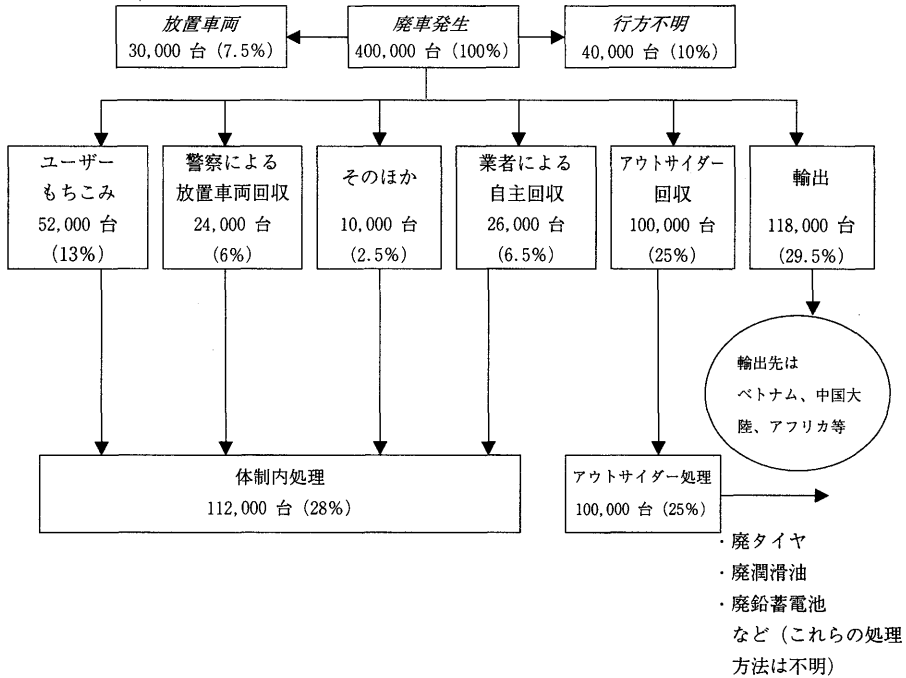 放置車両
30,000 台 (7.5%)
廃車発生
400,000 台 (100%)
行方不明
40,000 台 (10%)
ユーザー
もちこみ
52,000 台
(13%)
警察による
放置車両回収
24,000 台
(6%)
そのほか
10,000 台
(2.5%)
業者による
自主回収
26,000 台
(6.5%)
アウトサイダー
回収
100,000 台
(25%)
輸出
118,000 台
(29.5%)
輸出先は
ベトナム、中国大
陸、アフリカ等
体制内処理
112,000 台 (28%)
アウトサイダー処理
100,000 台 (25%)
・廃タイヤ
・廃潤滑油
・廃鉛蓄電池
など（これらの処理
方法は不明）